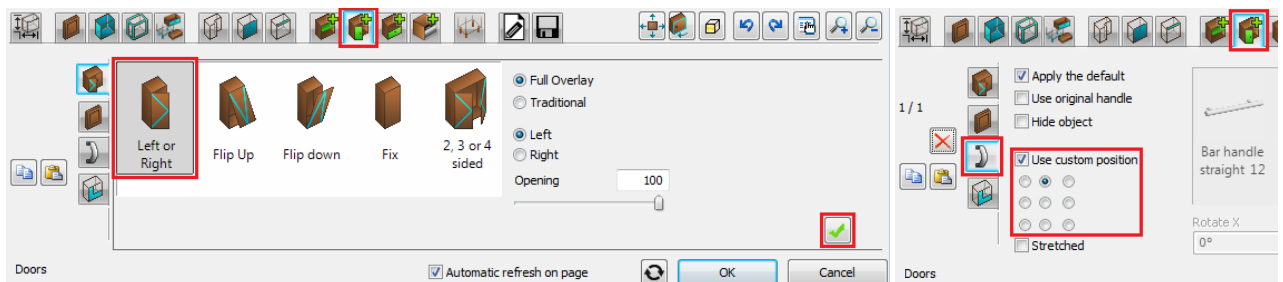 Left or
Right
Flip Up
Flip down
Fix
2, 3 or 4
sided
Full Overlay
Traditional
Left
Right
Opening
100
Doors
Automatic refresh on page
OK
Cancel
1 / 1
Apply the default
Use original handle
Hide object
Use custom position
Stretched
Bar handle
straight 12
Rotate X
0°
Doors